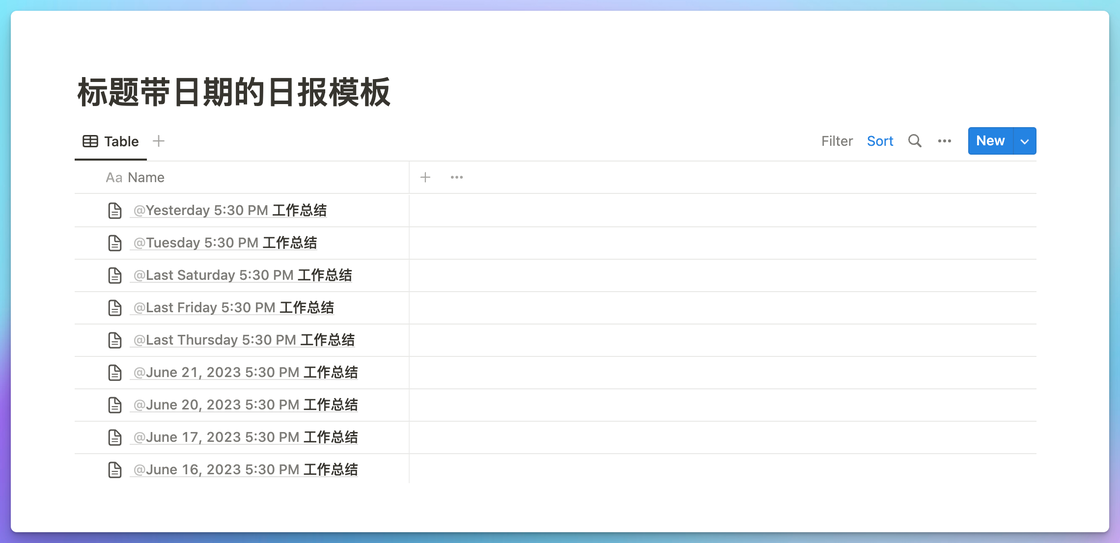 标题带日期的日报模板
Table
Filter Sort New
Aa Name
@Yesterday 5:30 PM 工作总结
@Tuesday 5:30 PM 工作总结
@Last Saturday 5:30 PM 工作总结
@Last Friday 5:30 PM 工作总结
@Last Thursday 5:30 PM 工作总结
@June 21, 2023 5:30 PM 工作总结
@June 20, 2023 5:30 PM 工作总结
@June 17, 2023 5:30 PM 工作总结
@June 16, 2023 5:30 PM 工作总结